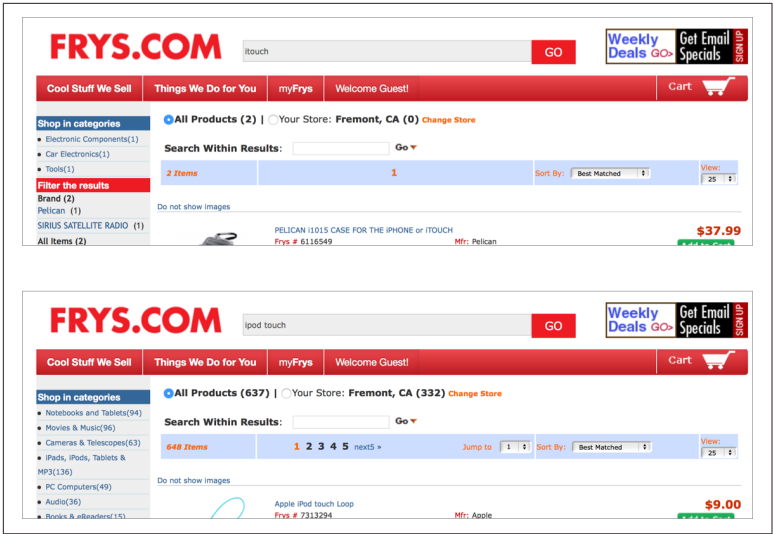 FRYS.COM
itouch
GO
Weekly Deals GO>
Get Email Specials
SIGN UP
Cool Stuff We Sell
Things We Do for You
myFrys
Welcome Guest!
Cart
Shop in categories
Electronic Components(1)
Car Electronics(1)
Tools(1)
Filter the results
Brand (2)
Pelican (1)
SIRIUS SATELLITE RADIO (1)
All Items (2)
All Products (2) | Your Store: Fremont, CA (0) Change Store
Search Within Results: Go
2 Items
1
Sort By: Best Matched
View:
25
Do not show images
PELICAN i1015 CASE FOR THE iPHONE or iTOUCH
Frys # 6116549
Mfr: Pelican
$37.99
Add to Cart
FRYS.COM
ipod touch
GO
Weekly Deals GO>
Get Email Specials
SIGN UP
Cool Stuff We Sell
Things We Do for You
myFrys
Welcome Guest!
Cart
Shop in categories
Notebooks and Tablets(94)
Movies & Music(96)
Cameras & Telescopes(63)
iPads, iPods, Tablets &
MP3(136)
PC Computers(49)
Audio(36)
Books & eReaders(15)
All Products (637) | Your Store: Fremont, CA (332) Change Store
Search Within Results: Go
648 Items
1 2 3 4 5 next5 »
Jump to 1
Sort By: Best Matched
View:
25
Do not show images
Apple iPod touch Loop
Frys # 7313294
Mfr: Apple
$9.00
Add to Cart